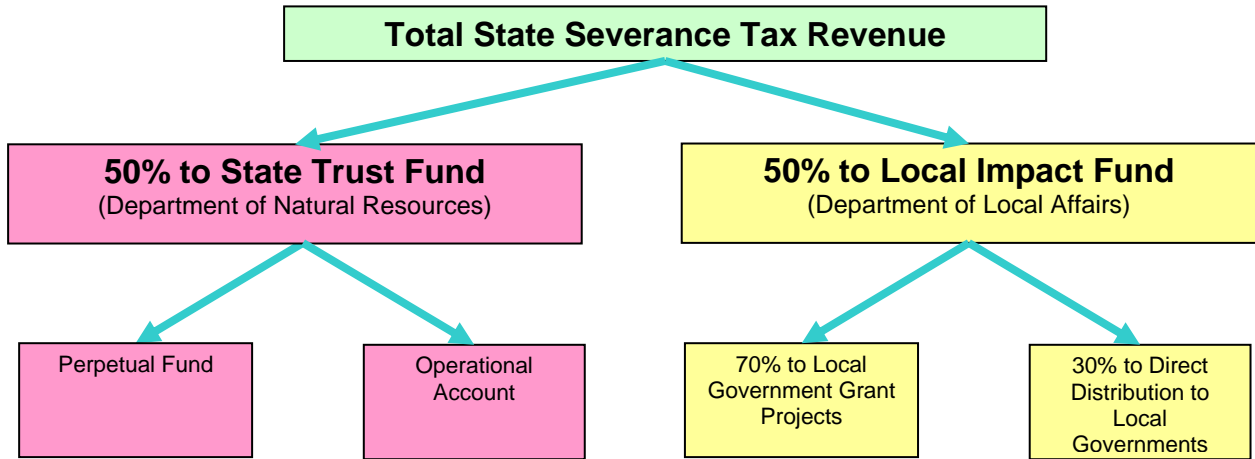 Total State Severance Tax Revenue
50% to State Trust Fund
(Department of Natural Resources)
50% to Local Impact Fund
(Department of Local Affairs)
Perpetual Fund
Operational
Account
70% to Local
Government Grant
Projects
30% to Direct
Distribution to
Local
Governments